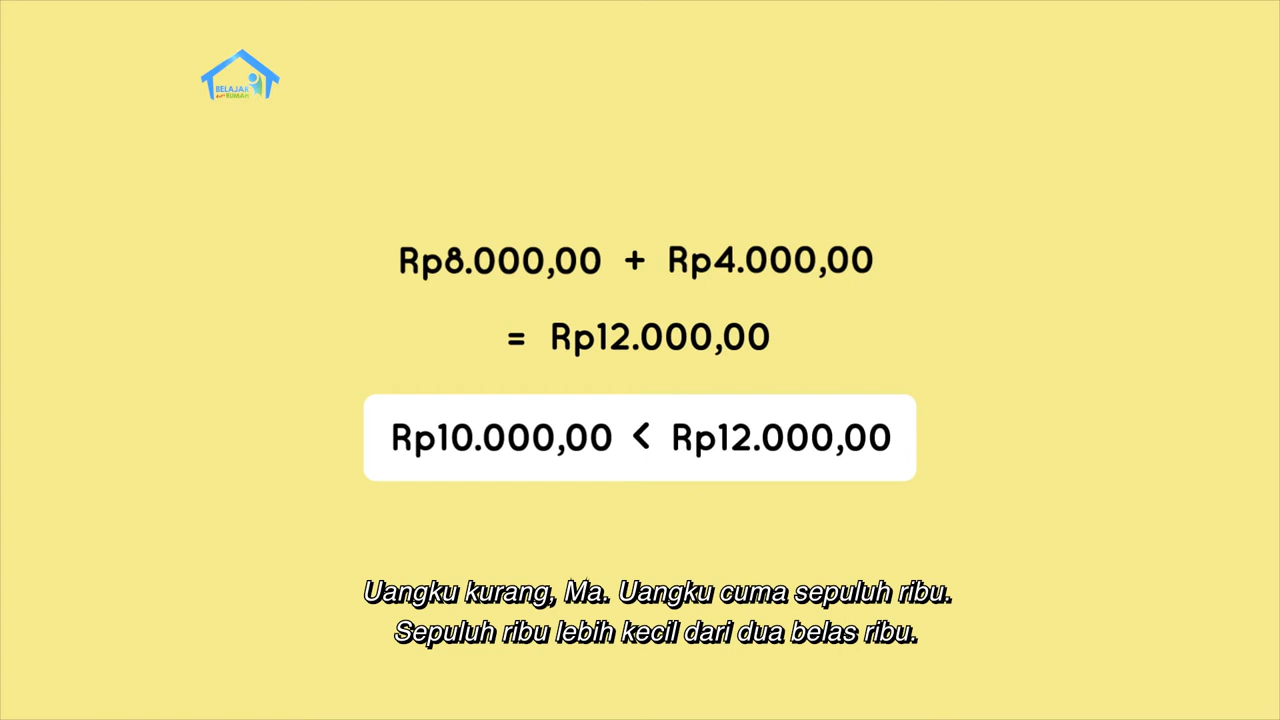 BELAJAR
dari RUMAH
Rp8.000,00 + Rp4.000,00
= Rp12.000,00
Rp10.000,00 < Rp12.000,00
Uangku kurang, Ma. Uangku cuma sepuluh ribu.
Sepuluh ribu lebih kecil dari dua belas ribu.